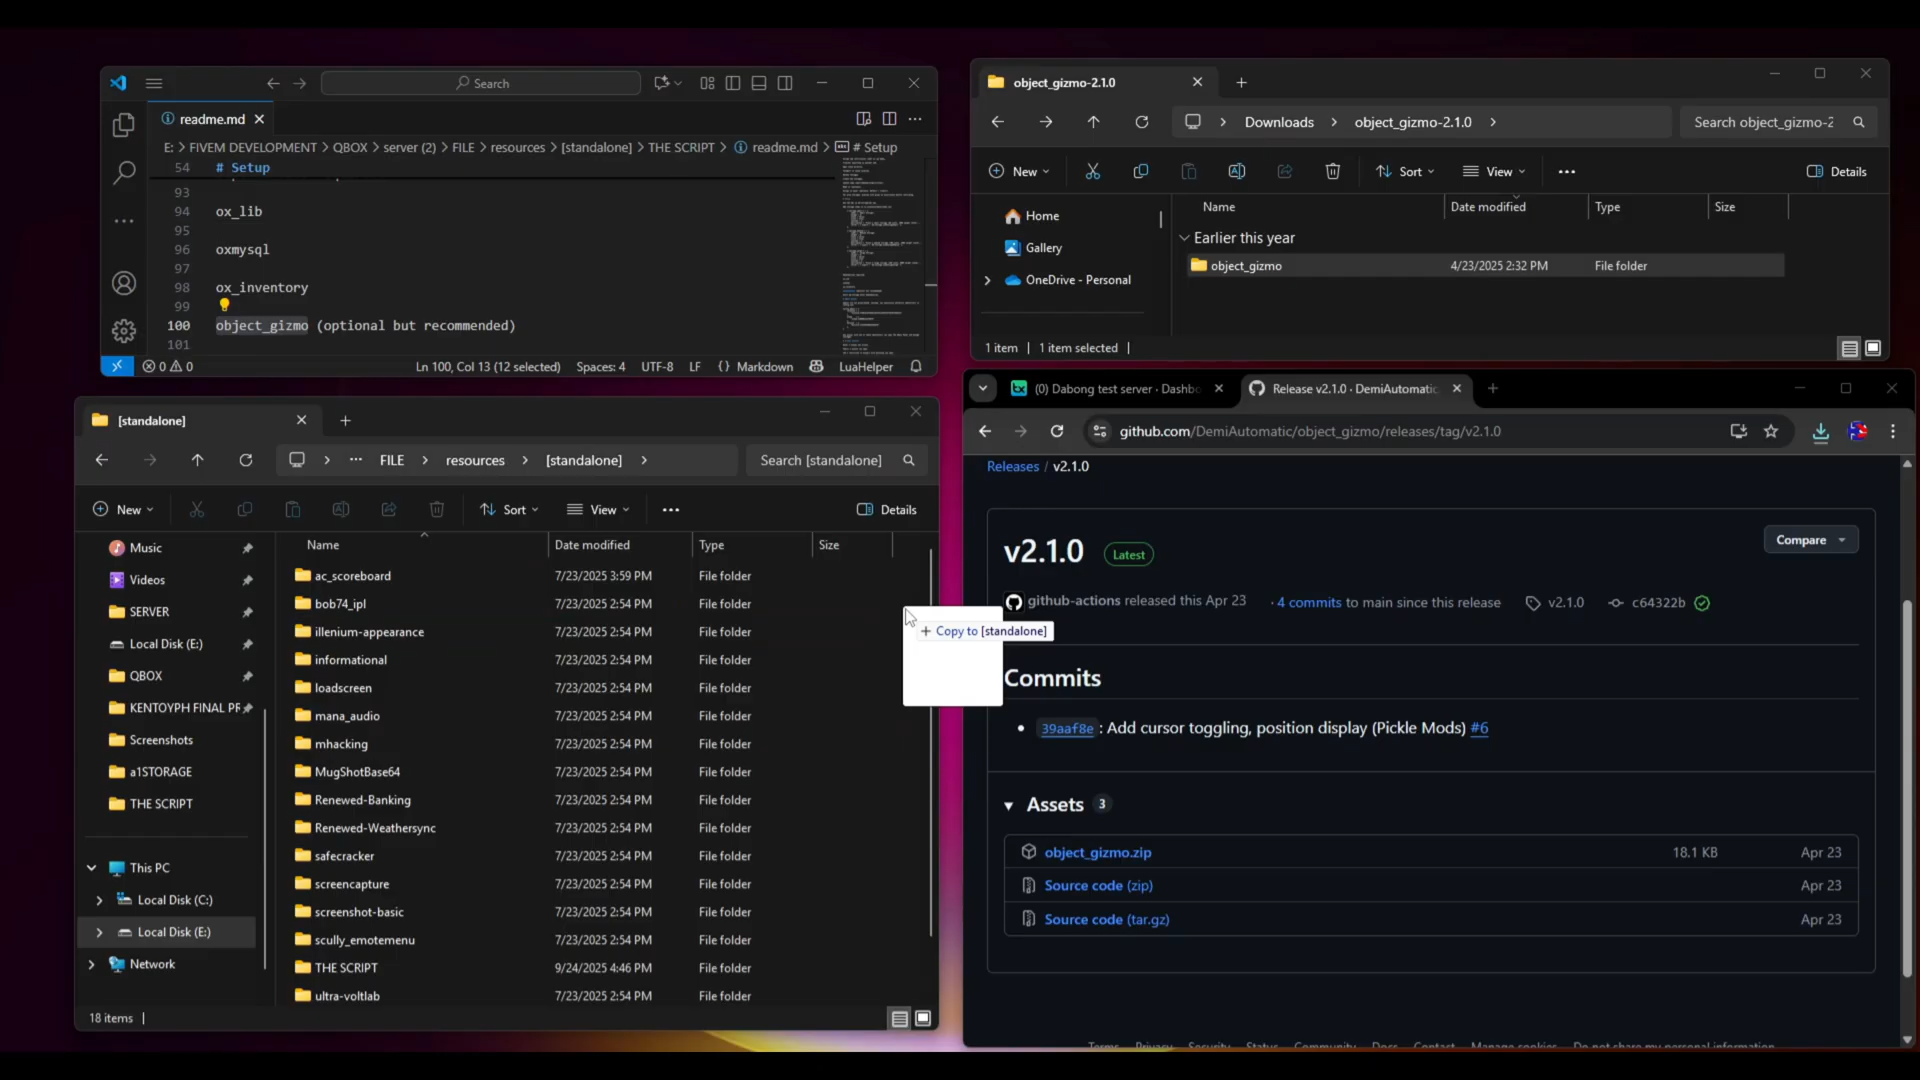 Search
readme.md
E: > FIVEM DEVELOPMENT > QBOX > server (2) > FILE > resources > [standalone] > THE SCRIPT > readme.md > # Setup
54 # Setup
93
94 ox_lib
95
96 oxmysql
97
98 ox_inventory
99
100 object_gizmo (optional but recommended)
101
0 0 Ln 100, Col 13 (12 selected) Spaces: 4 UTF-8 LF {} Markdown LuaHelper
object_gizmo-2.1.0
Downloads > object_gizmo-2.1.0 >
Search object_gizmo-2
New Sort View Details
Name Date modified Type Size
Home
Gallery
OneDrive - Personal
Earlier this year
object_gizmo 4/23/2025 2:32 PM File folder
1 item 1 item selected
[standalone]
FILE > resources > [standalone] >
Search [standalone]
New Sort View Details
Music
Videos
SERVER
Local Disk (E:)
QBOX
KENTOYPH FINAL PF
Screenshots
a1STORAGE
THE SCRIPT
This PC
Local Disk (C:)
Local Disk (E:)
Network
Name Date modified Type Size
ac_scoreboard 7/23/2025 3:59 PM File folder
bob74_ipl 7/23/2025 2:54 PM File folder
illenium-appearance 7/23/2025 2:54 PM File folder
informational 7/23/2025 2:54 PM File folder
loadscreen 7/23/2025 2:54 PM File folder
mana_audio 7/23/2025 2:54 PM File folder
mhacking 7/23/2025 2:54 PM File folder
MugShotBase64 7/23/2025 2:54 PM File folder
Renewed-Banking 7/23/2025 2:54 PM File folder
Renewed-Weathersync 7/23/2025 2:54 PM File folder
safecracker 7/23/2025 2:54 PM File folder
screencapture 7/23/2025 2:54 PM File folder
screenshot-basic 7/23/2025 2:54 PM File folder
scully_emotemenu 7/23/2025 2:54 PM File folder
THE SCRIPT 9/24/2025 4:46 PM File folder
ultra-voltlab 7/23/2025 2:54 PM File folder
18 items
+ Copy to [standalone]
(0) Dabong test server · Dashbo
Release v2.1.0 · DemiAutomatic
github.com/DemiAutomatic/object_gizmo/releases/tag/v2.1.0
Releases / v2.1.0
v2.1.0 Latest
Compare
github-actions released this Apr 23 · 4 commits to main since this release v2.1.0 c64322b
Commits
39aaf8e : Add cursor toggling, position display (Pickle Mods) #6
Assets 3
object_gizmo.zip 18.1 KB Apr 23
Source code (zip) Apr 23
Source code (tar.gz) Apr 23
Terms Privacy Security Status Community Docs Contact Manage cookies Do not share my personal information